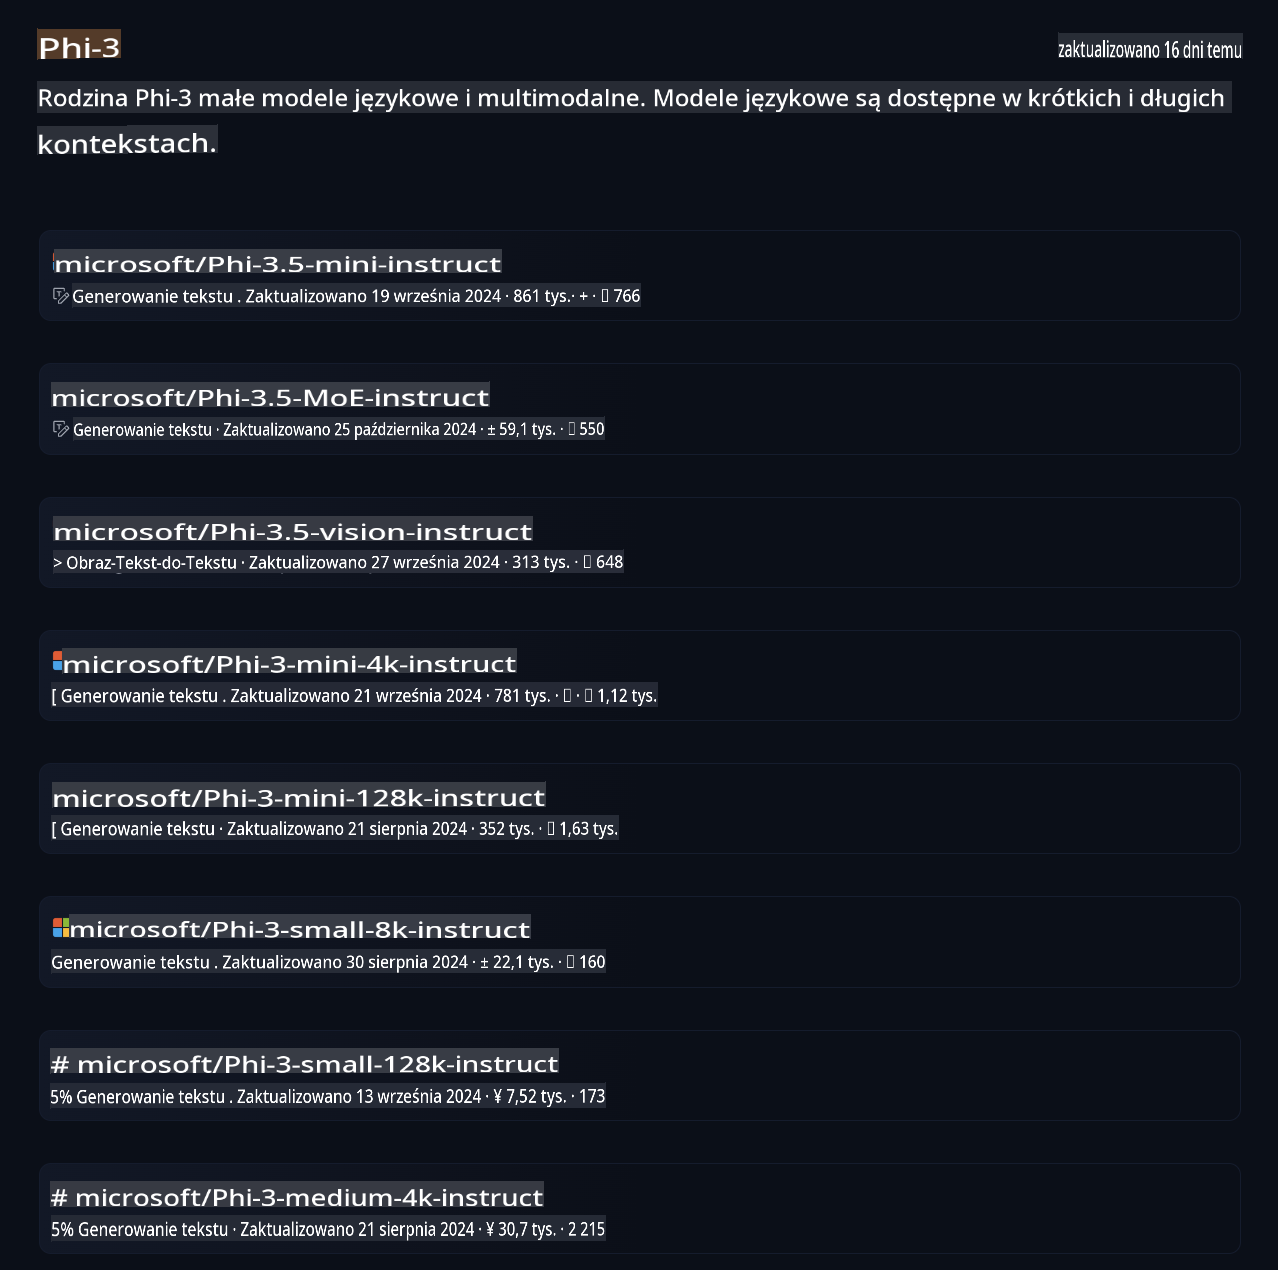 Phi-3
zaktualizowano 16 dni temu
Rodzina Phi-3 małe modele językowe i multimodalne. Modele językowe są dostępne w krótkich i długich
kontekstach.
microsoft/Phi-3.5-mini-instruct
Generowanie tekstu . Zaktualizowano 19 września 2024 · 861 tys.· + · ▯ 766
microsoft/Phi-3.5-MoE-instruct
Generowanie tekstu · Zaktualizowano 25 października 2024 · ± 59,1 tys. · ▯ 550
microsoft/Phi-3.5-vision-instruct
> Obraz-Tekst-do-Tekstu · Zaktualizowano 27 września 2024 · 313 tys. · ▯ 648
microsoft/Phi-3-mini-4k-instruct
[ Generowanie tekstu . Zaktualizowano 21 września 2024 · 781 tys. · ▯ · ▯ 1,12 tys.
microsoft/Phi-3-mini-128k-instruct
[ Generowanie tekstu · Zaktualizowano 21 sierpnia 2024 · 352 tys. · ▯ 1,63 tys.
microsoft/Phi-3-small-8k-instruct
Generowanie tekstu . Zaktualizowano 30 sierpnia 2024 · ± 22,1 tys. · ▯ 160
# microsoft/Phi-3-small-128k-instruct
5% Generowanie tekstu . Zaktualizowano 13 września 2024 · ¥ 7,52 tys. · 173
# microsoft/Phi-3-medium-4k-instruct
5% Generowanie tekstu · Zaktualizowano 21 sierpnia 2024 · ¥ 30,7 tys. · 2 215